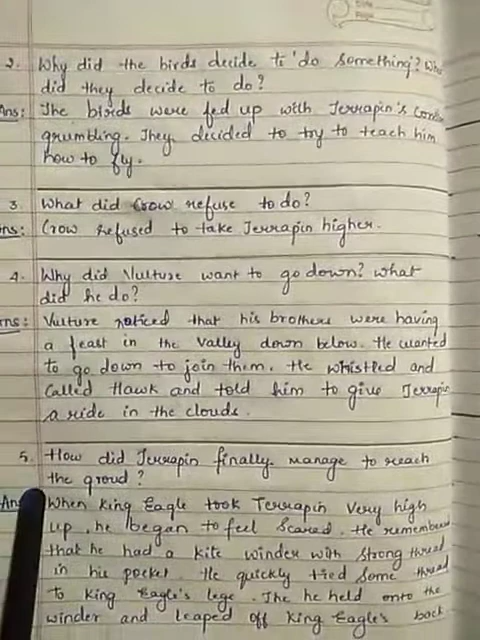 2. Why did the birds decide to 'do something'?
did they decide to do?
Ans: The birds were fed up with Terrapin's
grumbling. They decided to try to teach him
how to fly.
3. What did Crow refuse to do?
Ans: Crow refused to take Terrapin higher.
4. Why did Vulture want to go down? What
did he do?
Ans: Vulture noticed that his brothers were having
a feast in the Valley down below. He wanted
to go down to join them. He whistled and
Called Hawk and told him to give Terrapin
a ride in the clouds.
5. How did Terrapin finally manage to reach
the groud?
Ans When King Eagle took Terrapin Very high
up, he began to feel Scared. He remembered
that he had a kite winder with strong thread
in his pocket. He quickly tied some thread
to King Eagle's legs. The he held onto the
winder and leaped off King Eagle's back